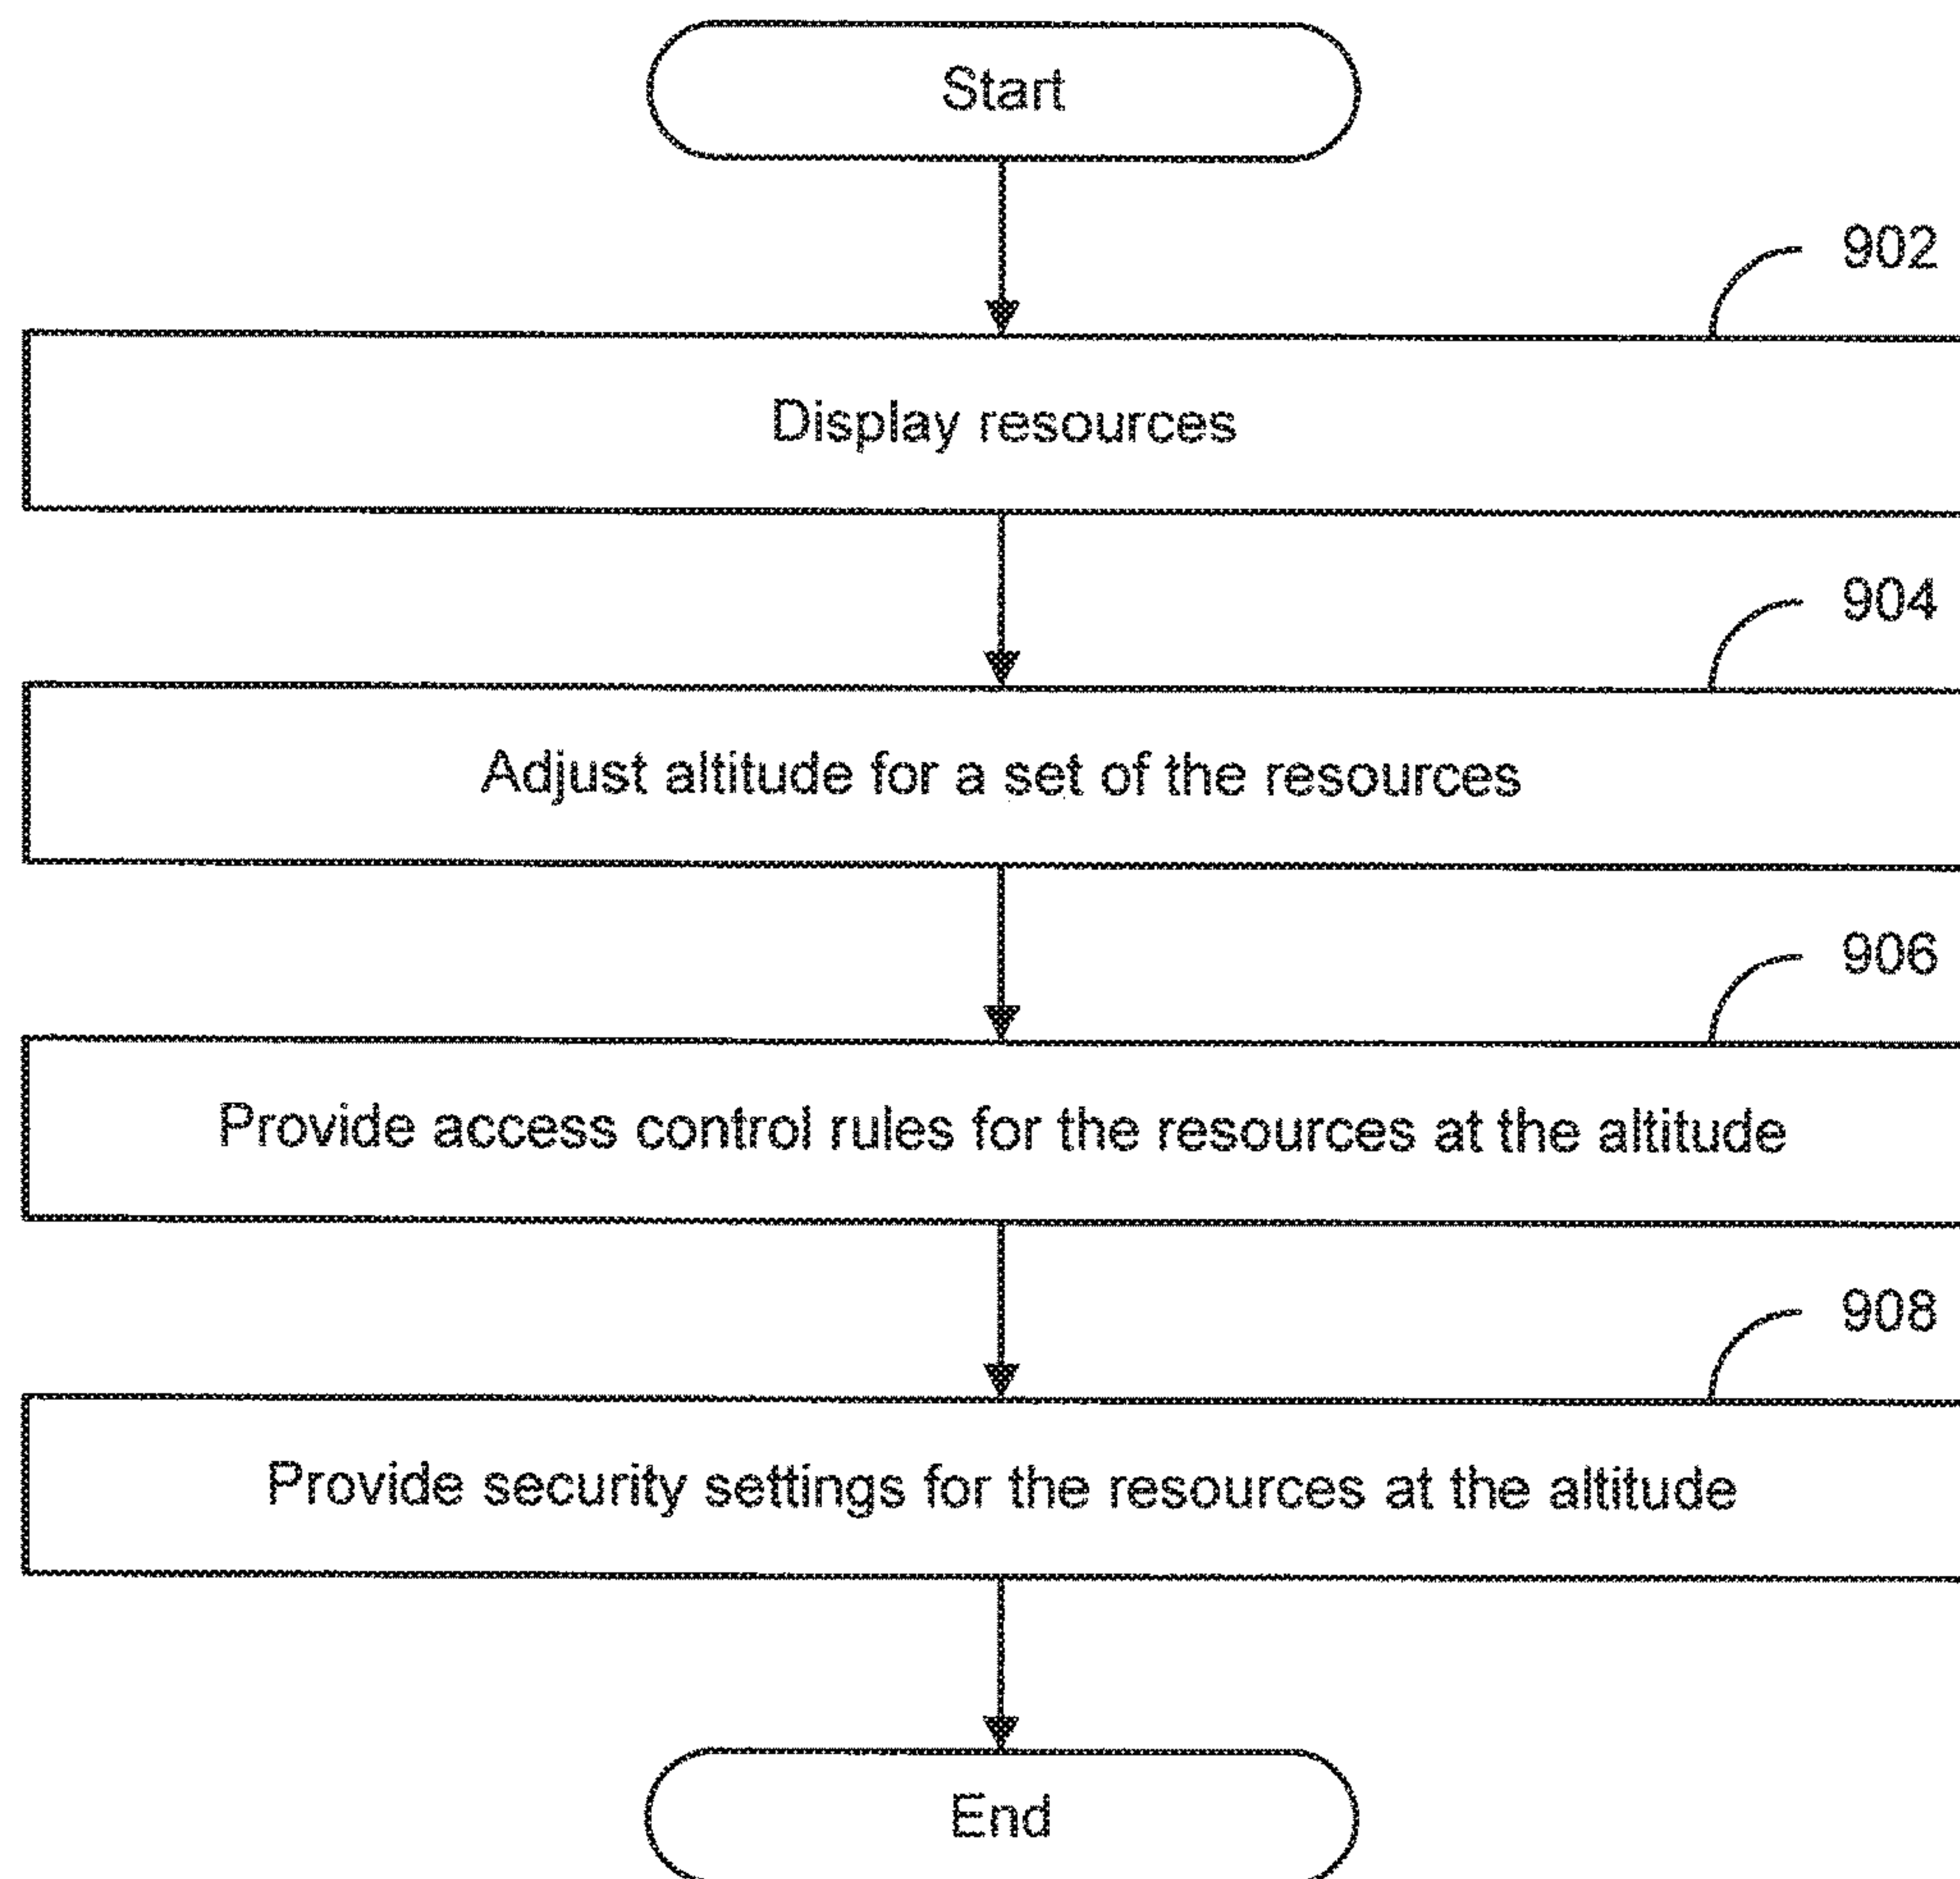 Start
902
Display resources
904
Adjust altitude for a set of the resources
906
Provide access control rules for the resources at the altitude
908
Provide security settings for the resources at the altitude
End